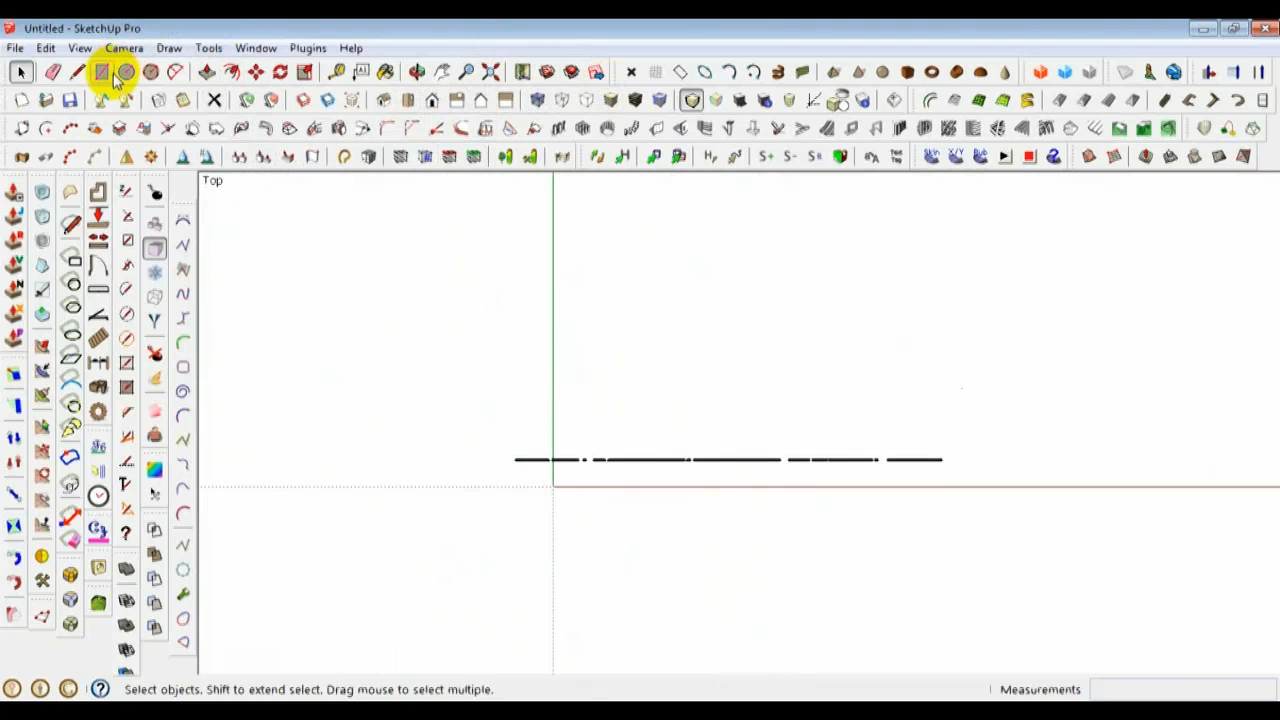 Untitled - SketchUp Pro
File Edit View Camera Draw Tools Window Plugins Help
Top
Select objects. Shift to extend select. Drag mouse to select multiple.
Measurements